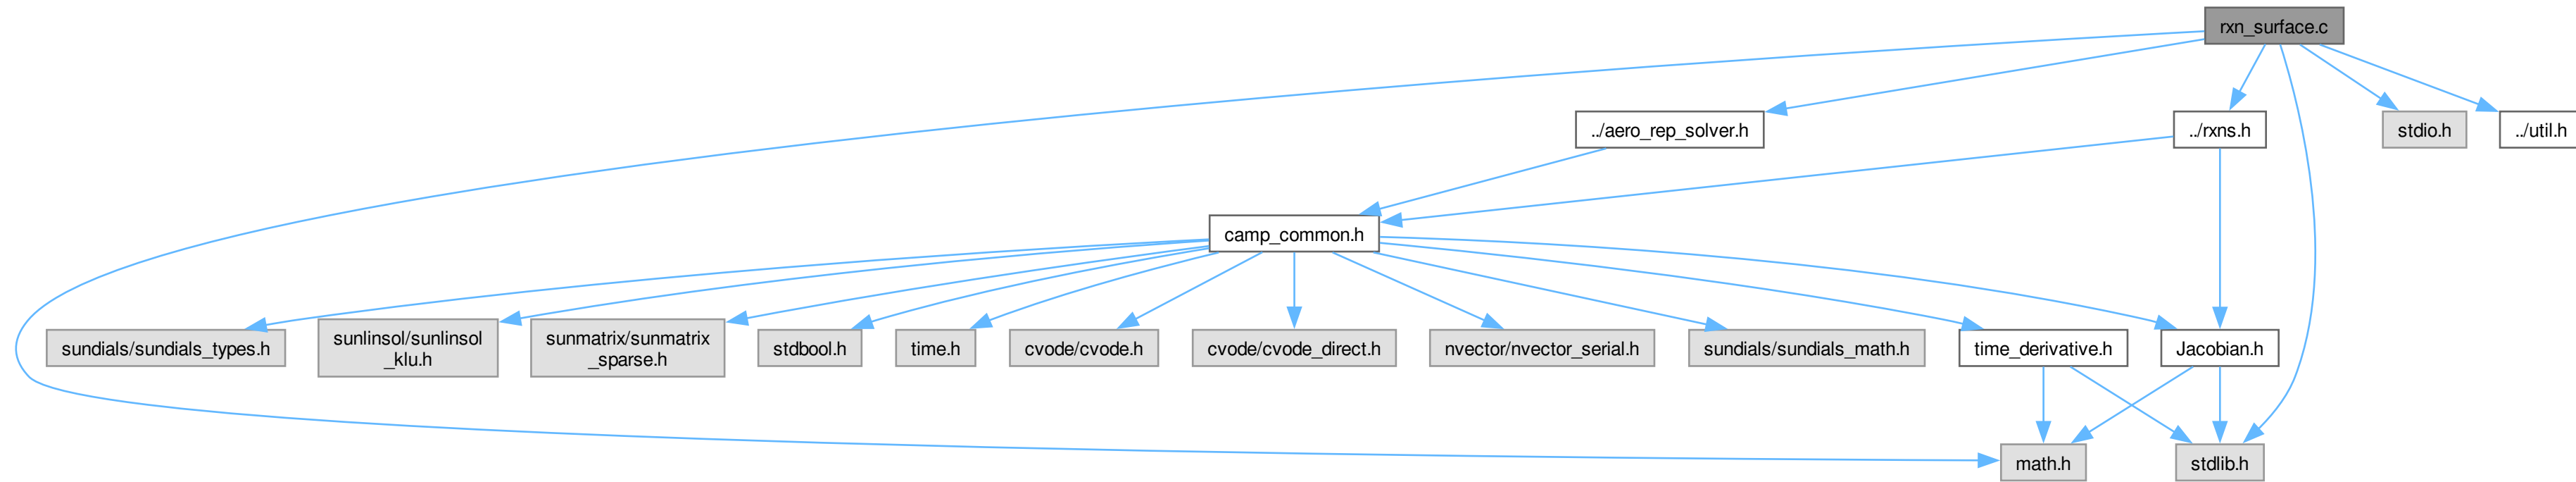 rxn_surface.c
../aero_rep_solver.h
../rxns.h
stdio.h
../util.h
camp_common.h
sundials/sundials_types.h
sunlinsol/sunlinsol
_klu.h
sunmatrix/sunmatrix
_sparse.h
stdbool.h
time.h
cvode/cvode.h
cvode/cvode_direct.h
nvector/nvector_serial.h
sundials/sundials_math.h
time_derivative.h
Jacobian.h
math.h
stdlib.h